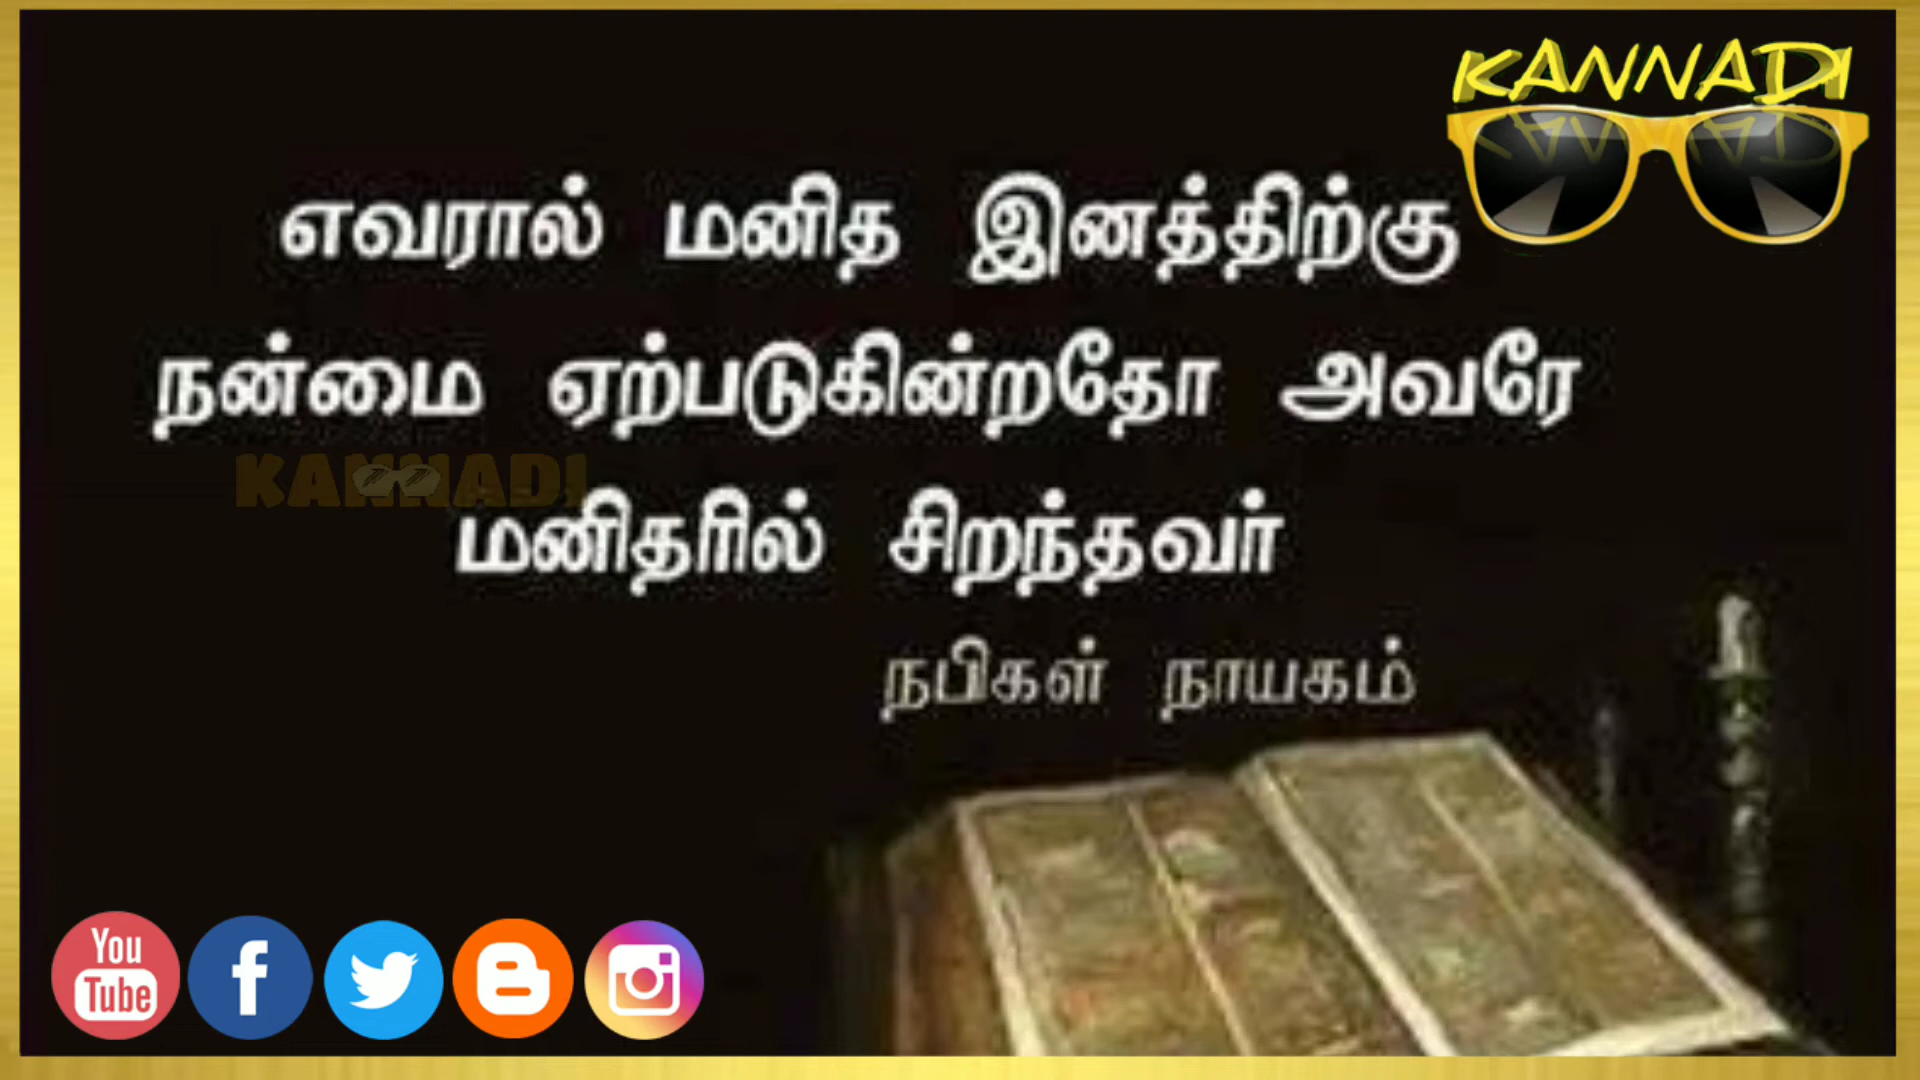 KANNADI
எவரால் மனித இனத்திற்கு
நன்மை ஏற்படுகின்றதோ அவரே
KANNADI
மனிதரில் சிறந்தவர்
நபிகள் நாயகம்
You
Tube